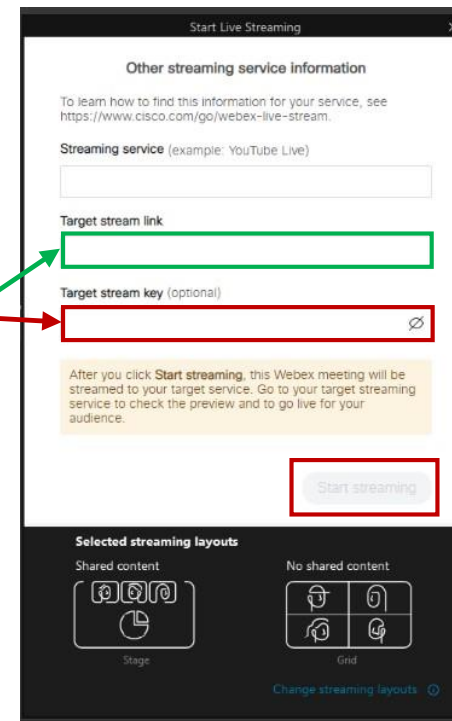 Start Live Streaming
Other streaming service information
To learn how to find this information for your service, see
https://www.cisco.com/go/webex-live-stream.
Streaming service (example: YouTube Live)
Target stream link
Target stream key (optional)
After you click Start streaming, this Webex meeting will be
streamed to your target service. Go to your target streaming
service to check the preview and to go live for your
audience.
Start streaming
Selected streaming layouts
Shared content
No shared content
Stage
Grid
Change streaming layouts